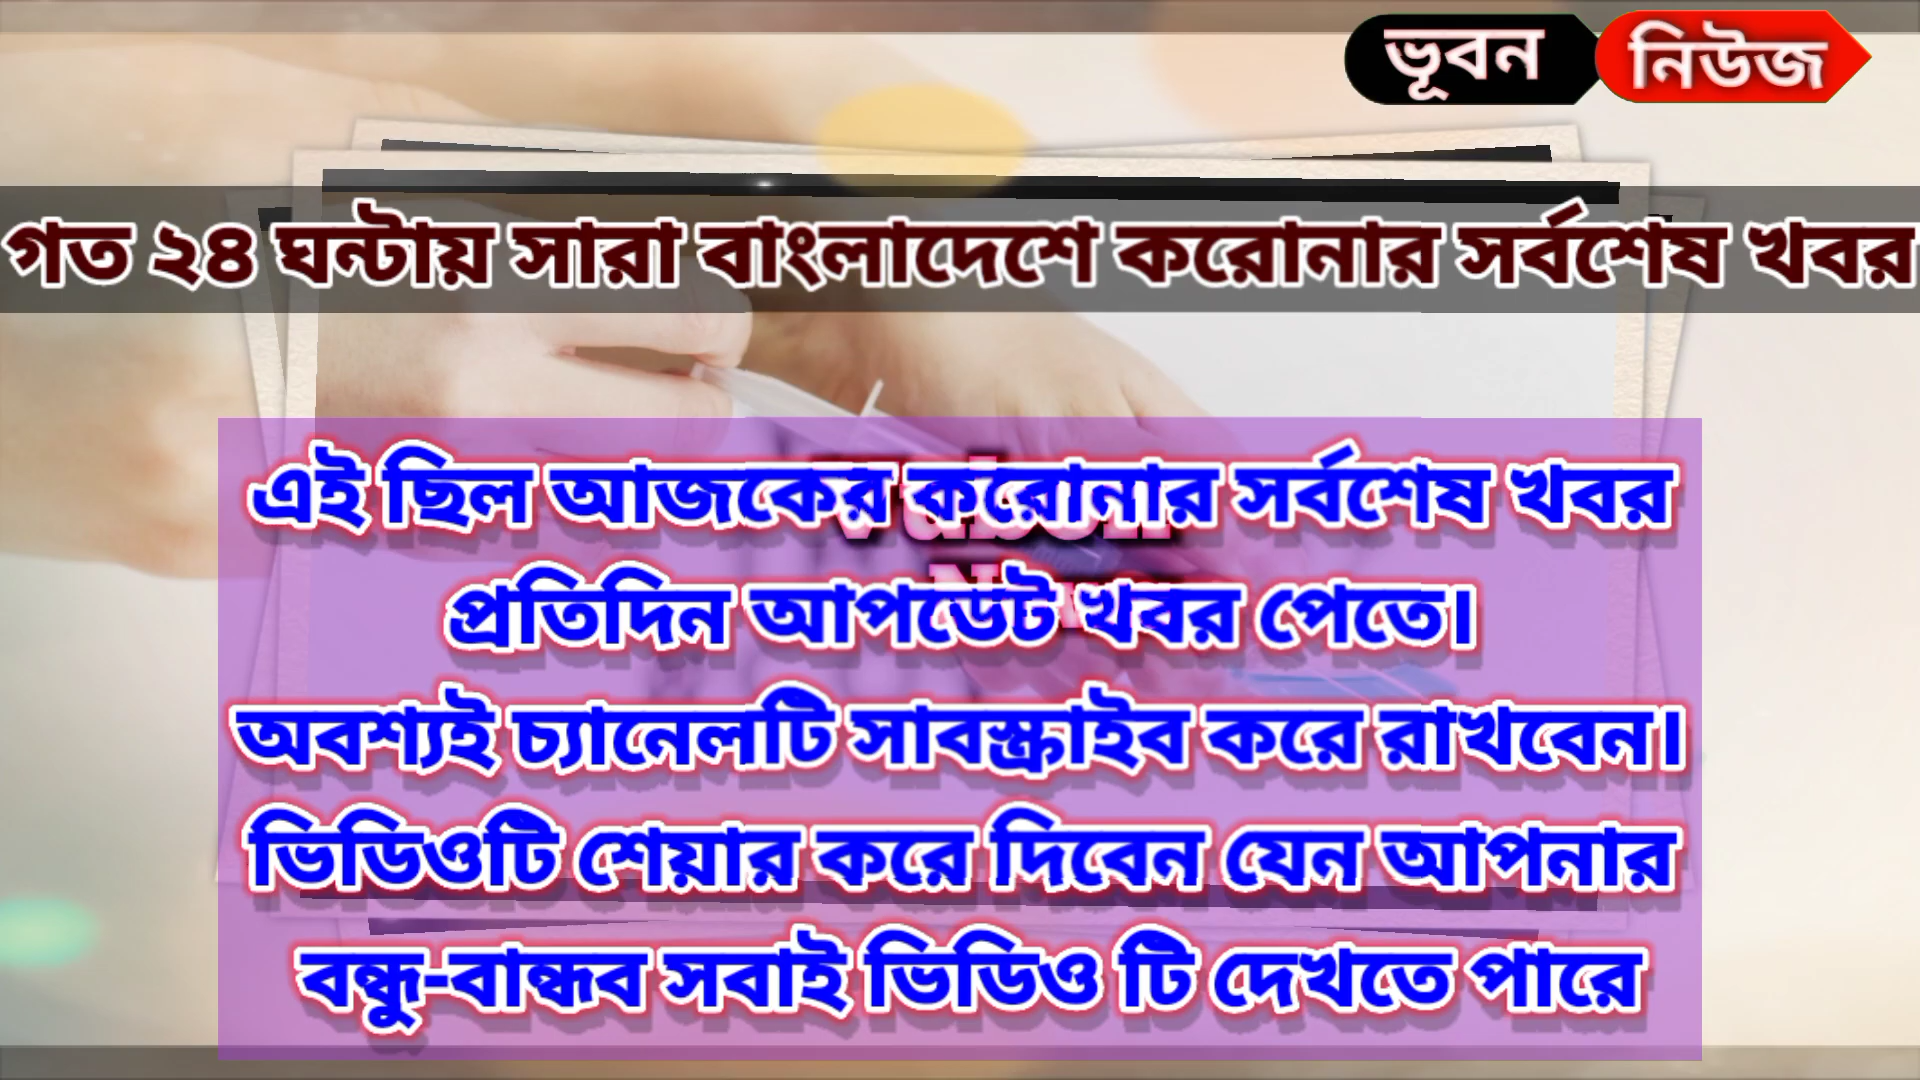 ভূবন নিউজ
গত ২৪ ঘন্টায় সারা বাংলাদেশে করোনার সর্বশেষ খবর
এই ছিল আজকের করোনার সর্বশেষ খবর
প্রতিদিন আপডেট খবর পেতে।
অবশ্যই চ্যানেলটি সাবস্ক্রাইব করে রাখবেন।
ভিডিওটি শেয়ার করে দিবেন যেন আপনার
বন্ধু-বান্ধব সবাই ভিডিও টি দেখতে পারে